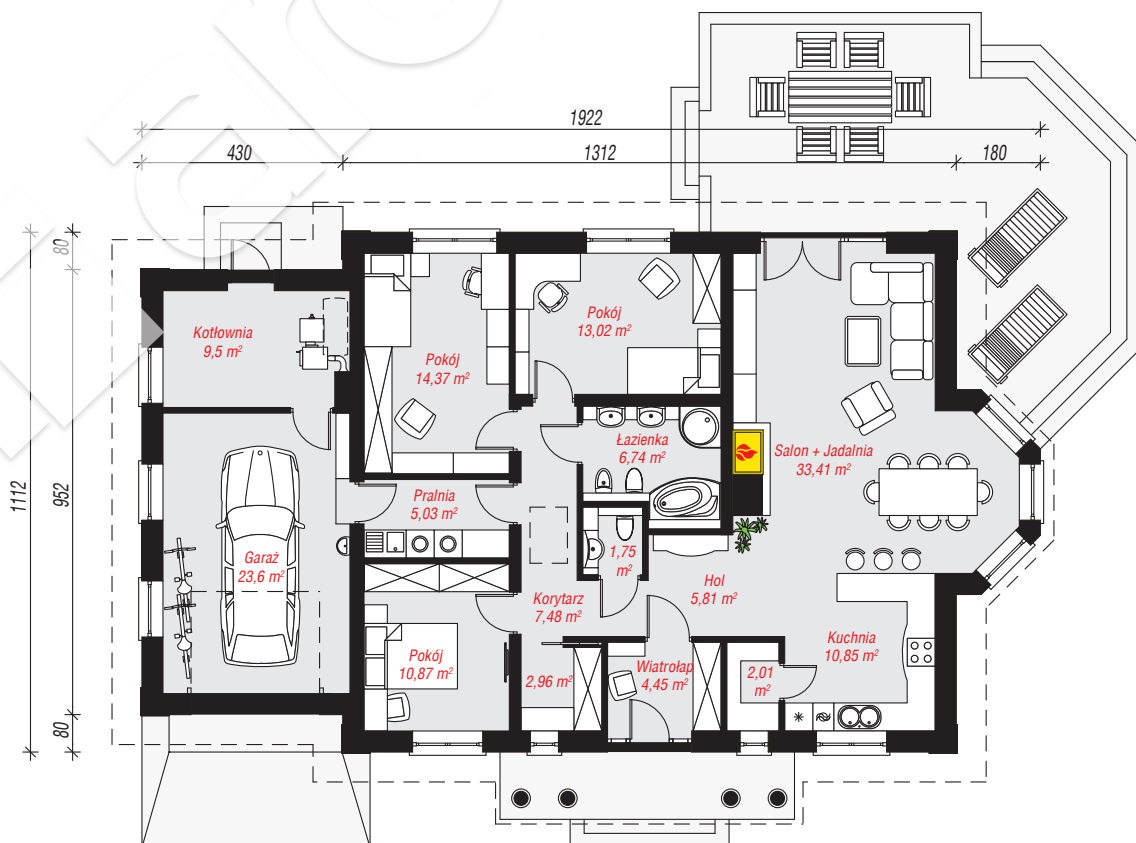 1922
430
1312
180
80
952
80
1112
Kotłownia
9,5 m²
Pokój
14,37 m²
Pokój
13,02 m²
Łazienka
6,74 m²
Salon + Jadalnia
33,41 m²
Pralnia
5,03 m²
Garaż
23,6 m²
1,75
m²
Hol
5,81 m²
Korytarz
7,48 m²
Pokój
10,87 m²
2,96 m²
Wiatrołap
4,45 m²
2,01
m²
Kuchnia
10,85 m²